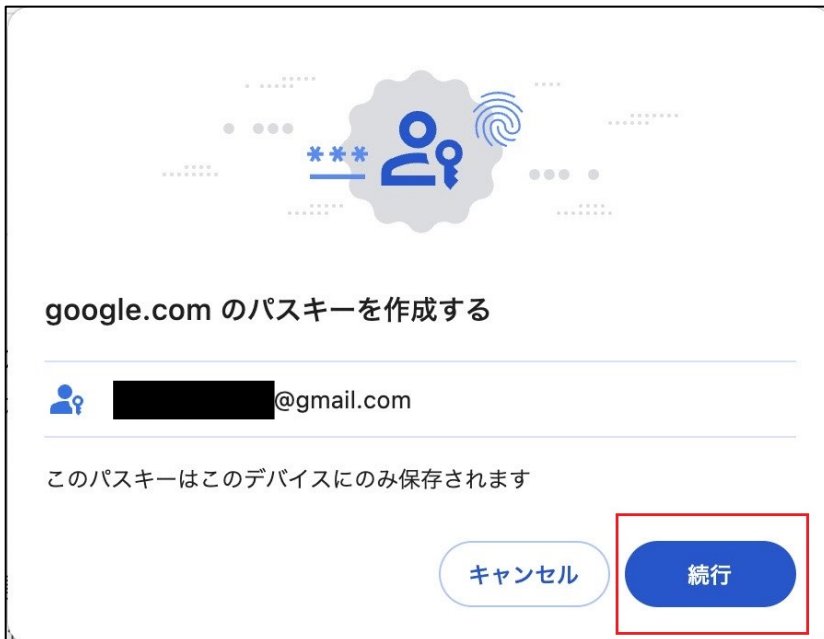 ***
google.com のパスキーを作成する
@gmail.com
このパスキーはこのデバイスにのみ保存されます
キャンセル
続行